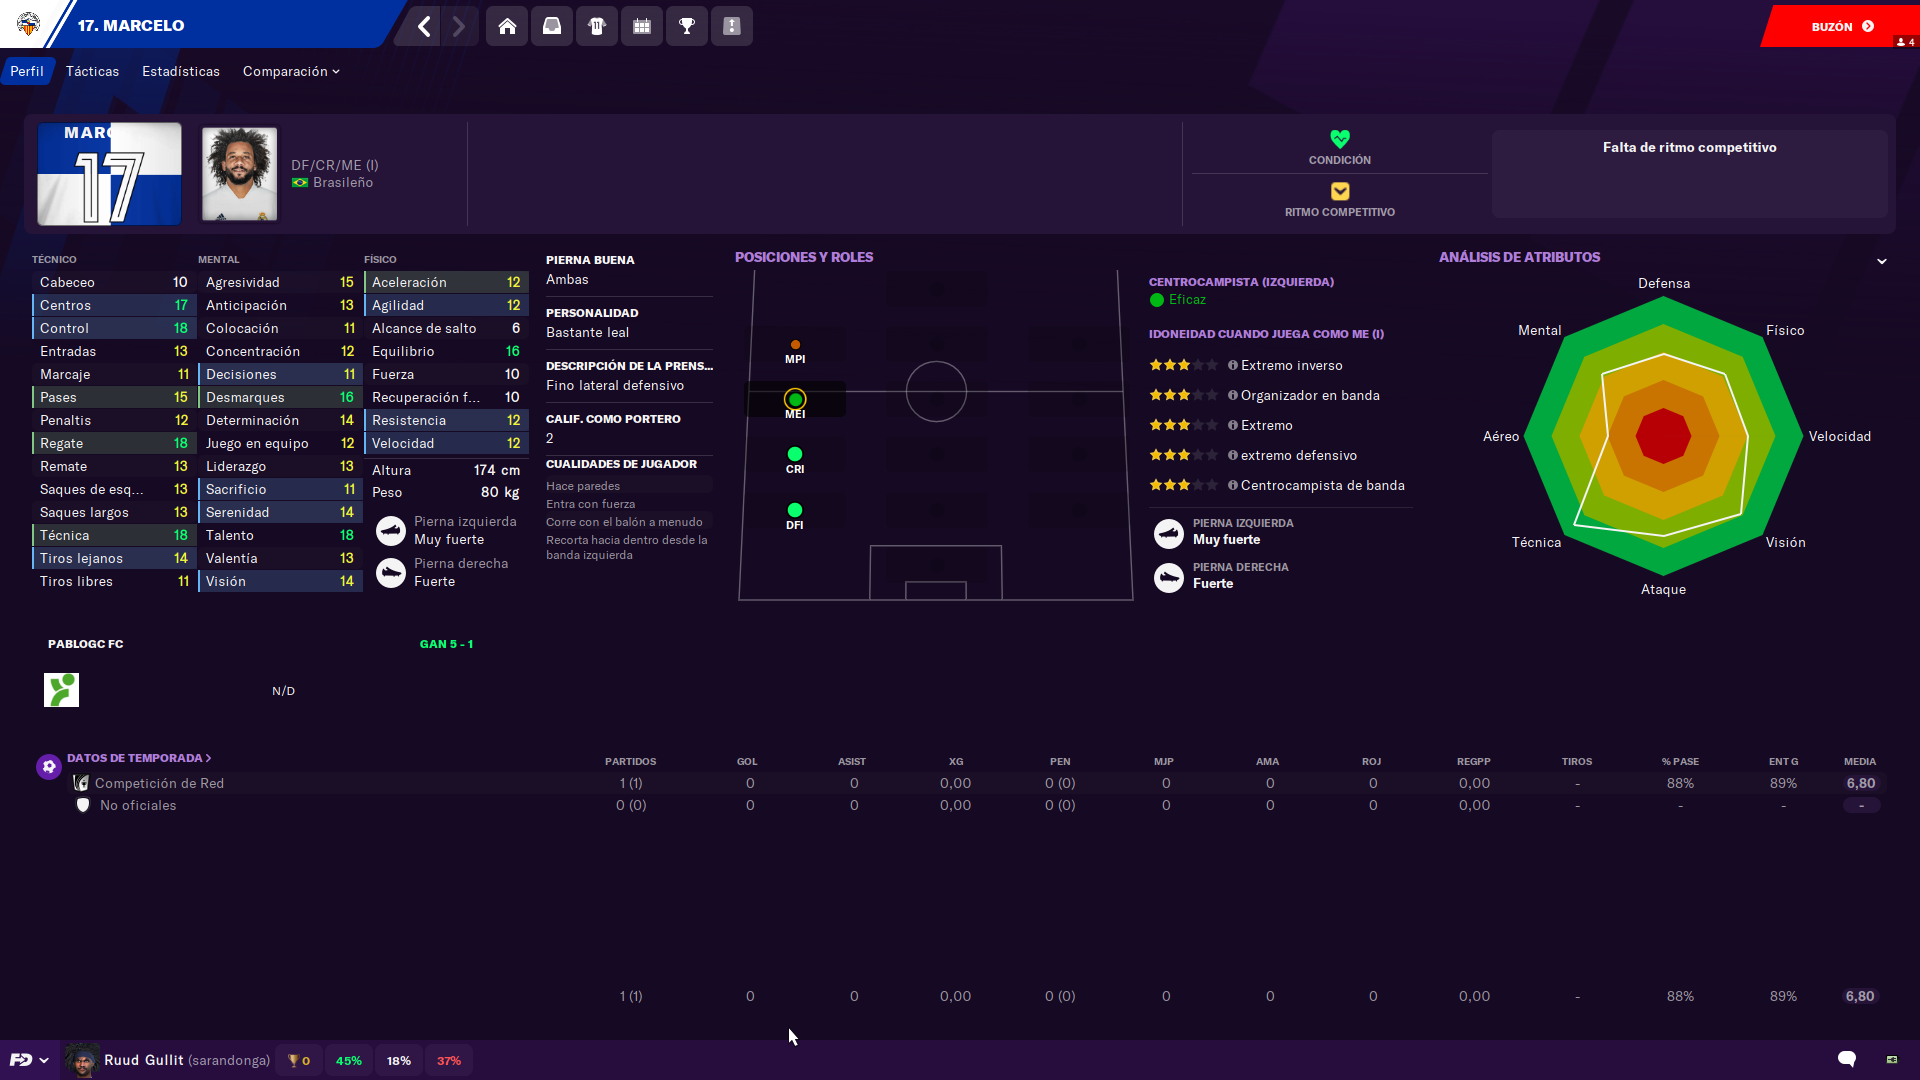 17. MARCELO
BUZÓN
4
Perfil
Tácticas
Estadísticas
Comparación
MARC
17
DF/CR/ME (I)
Brasileño
CONDICIÓN
RITMO COMPETITIVO
Falta de ritmo competitivo
TÉCNICO
Cabeceo 10
Centros 17
Control 18
Entradas 13
Marcaje 11
Pases 15
Penaltis 12
Regate 18
Remate 13
Saques de esq... 13
Saques largos 13
Técnica 18
Tiros lejanos 14
Tiros libres 11
MENTAL
Agresividad 15
Anticipación 13
Colocación 11
Concentración 12
Decisiones 11
Desmarques 16
Determinación 14
Juego en equipo 12
Liderazgo 13
Sacrificio 11
Serenidad 14
Talento 18
Valentía 13
Visión 14
FÍSICO
Aceleración 12
Agilidad 12
Alcance de salto 6
Equilibrio 16
Fuerza 10
Recuperación f... 10
Resistencia 12
Velocidad 12
Altura 174 cm
Peso 80 kg
Pierna izquierda
Muy fuerte
Pierna derecha
Fuerte
PIERNA BUENA
Ambas
PERSONALIDAD
Bastante leal
DESCRIPCIÓN DE LA PRENS...
Fino lateral defensivo
CALIF. COMO PORTERO
2
CUALIDADES DE JUGADOR
Hace paredes
Entra con fuerza
Corre con el balón a menudo
Recorta hacia dentro desde la
banda izquierda
POSICIONES Y ROLES
MPI
MEI
CRI
DFI
CENTROCAMPISTA (IZQUIERDA)
Eficaz
IDONEIDAD CUANDO JUEGA COMO ME (I)
Extremo inverso
Organizador en banda
Extremo
extremo defensivo
Centrocampista de banda
PIERNA IZQUIERDA
Muy fuerte
PIERNA DERECHA
Fuerte
ANÁLISIS DE ATRIBUTOS
Defensa
Mental
Físico
Aéreo
Velocidad
Técnica
Visión
Ataque
PABLOGC FC GAN 5 - 1
N/D
DATOS DE TEMPORADA PARTIDOS GOL ASIST XG PEN MJP AMA ROJ REGPP TIROS % PASE ENT G MEDIA
Competición de Red 1 (1) 0 0 0,00 0 (0) 0 0 0 0,00 - 88% 89% 6,80
No oficiales 0 (0) 0 0 0,00 0 (0) 0 0 0 0,00 - - - -
1 (1) 0 0 0,00 0 (0) 0 0 0 0,00 - 88% 89% 6,80
FD Ruud Gullit (sarandonga) 0 45% 18% 37%